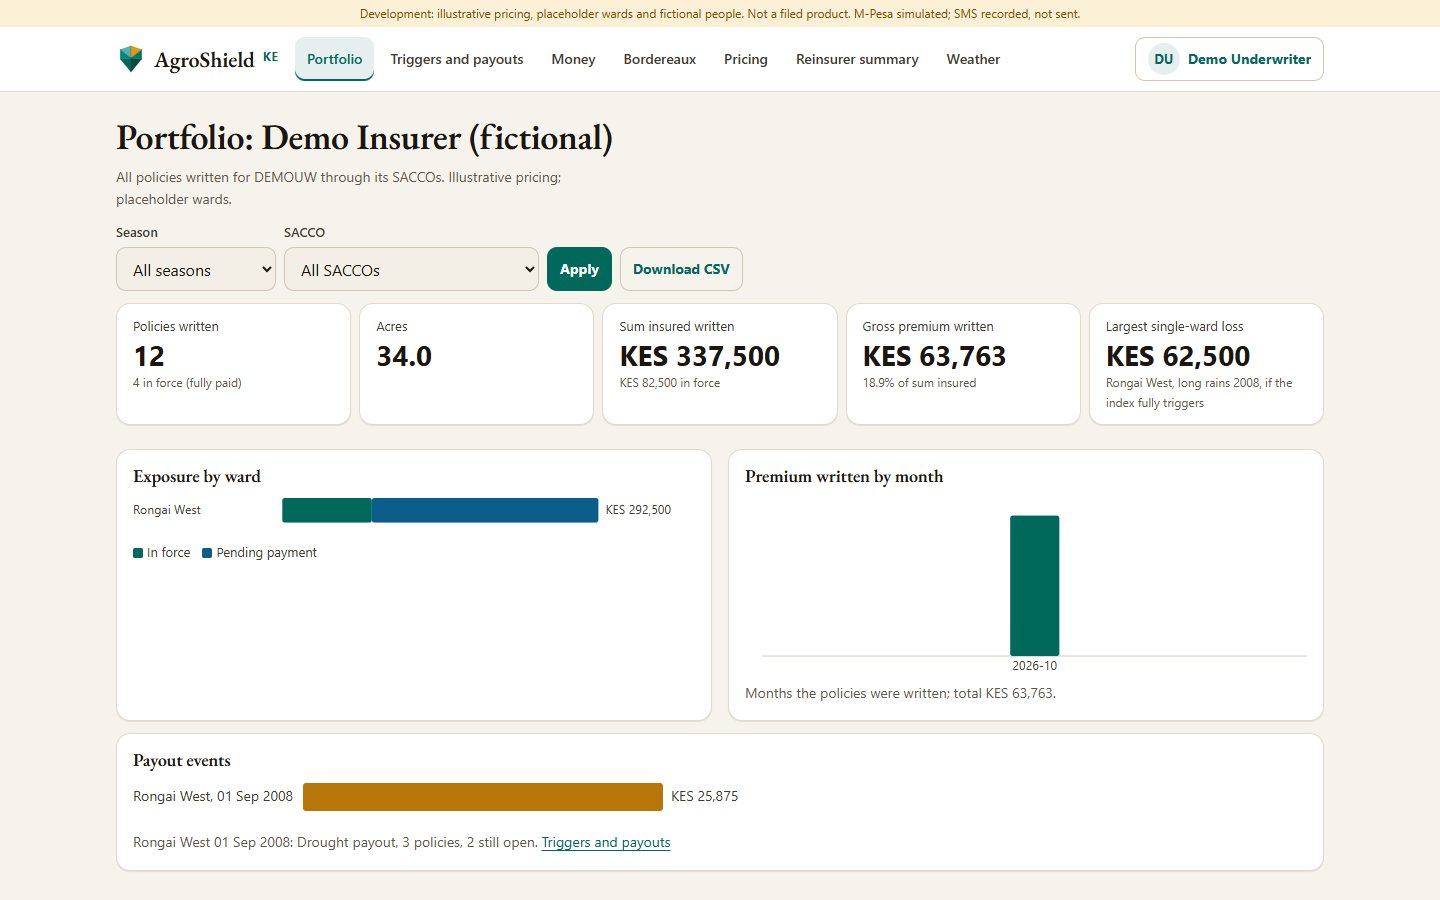 Development: illustrative pricing, placeholder wards and fictional people. Not a filed product. M-Pesa simulated; SMS recorded, not sent.
AgroShield KE
Portfolio
Triggers and payouts
Money
Bordereaux
Pricing
Reinsurer summary
Weather
DU Demo Underwriter
Portfolio: Demo Insurer (fictional)
All policies written for DEMOUW through its SACCOs. Illustrative pricing;
placeholder wards.
Season
SACCO
All seasons
All SACCOs
Apply
Download CSV
Policies written
12
4 in force (fully paid)
Acres
34.0
Sum insured written
KES 337,500
KES 82,500 in force
Gross premium written
KES 63,763
18.9% of sum insured
Largest single-ward loss
KES 62,500
Rongai West, long rains 2008, if the
index fully triggers
Exposure by ward
Rongai West
KES 292,500
In force
Pending payment
Premium written by month
2026-10
Months the policies were written; total KES 63,763.
Payout events
Rongai West, 01 Sep 2008
KES 25,875
Rongai West 01 Sep 2008: Drought payout, 3 policies, 2 still open. Triggers and payouts